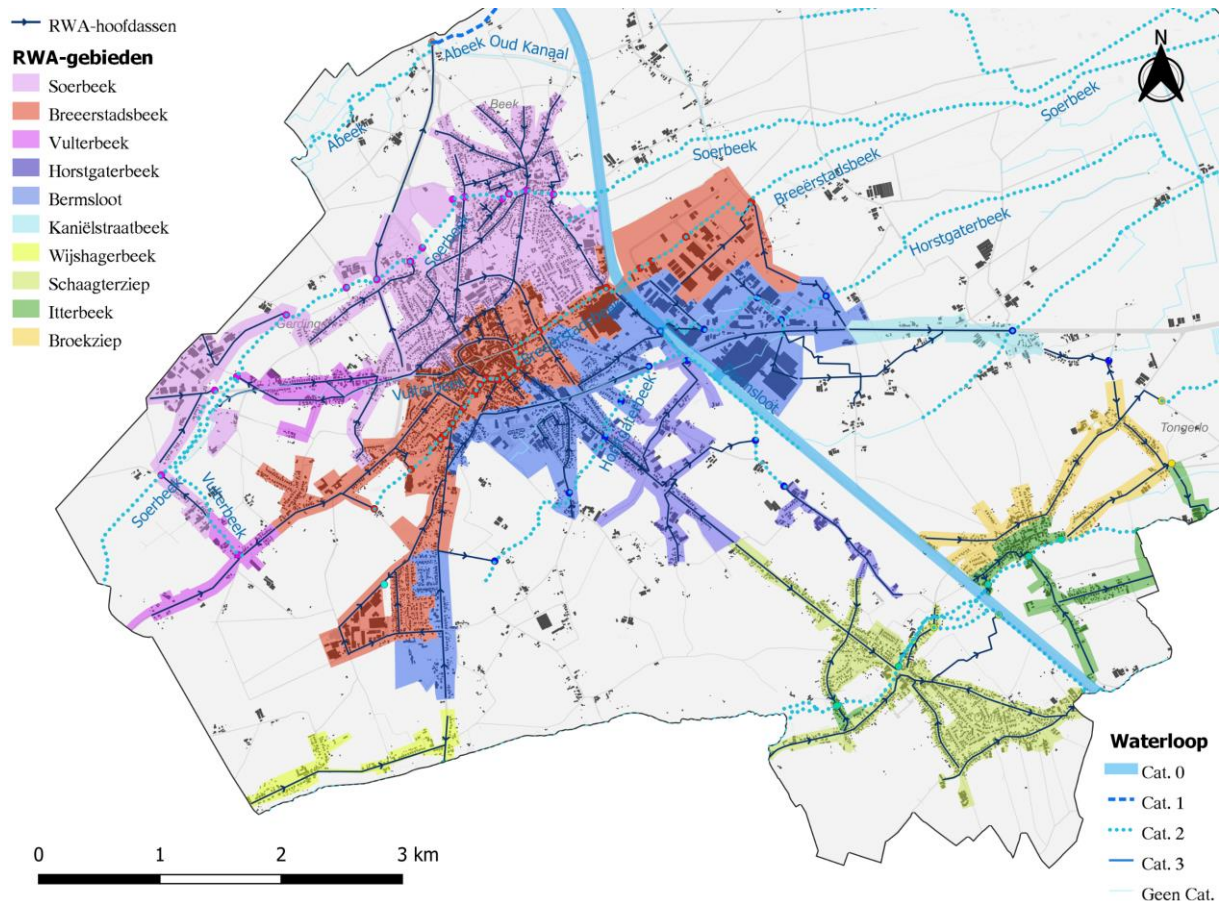 RWA-hoofdassen
RWA-gebieden
Soerbeek
Breeerstadsbeek
Vulterbeek
Horstgaterbeek
Bermsloot
Kaniëlstraatbeek
Wijshagerbeek
Schaagterziep
Itterbeek
Broekziep
Abeek Oud Kanaal
N
Beek
Abeek
Soerbeek
Soerbeek
Breeërstadsbeek
Soerbeek
Horstgaterbeek
Gerdingen
Vulterbeek
Horstgaterbeek
Tongerlo
Soerbeek
Vulterbeek
Waterloop
Cat. 0
Cat. 1
Cat. 2
Cat. 3
Geen Cat.
0 1 2 3 km